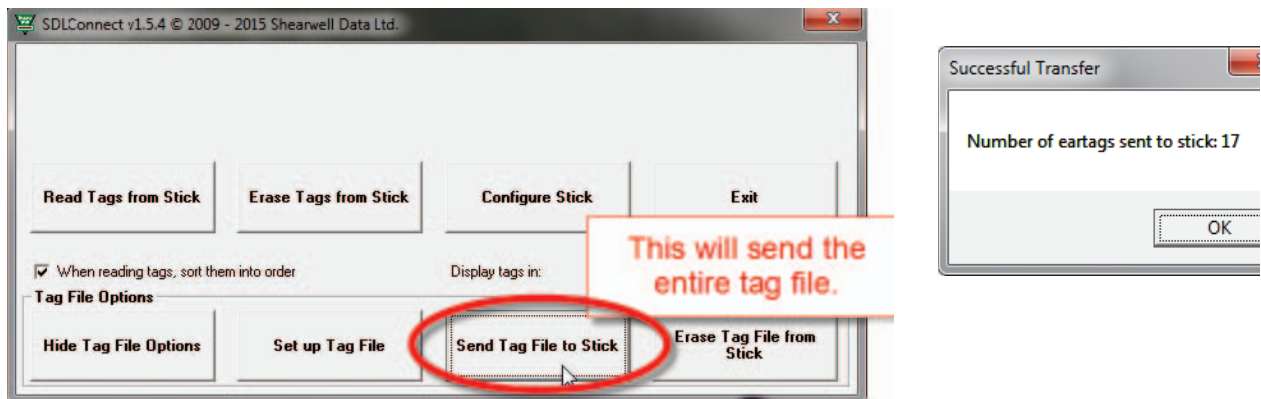 SDLConnect v1.5.4 © 2009 - 2015 Shearwell Data Ltd.
Read Tags from Stick
Erase Tags from Stick
Configure Stick
Exit
When reading tags, sort them into order
Display tags in:
This will send the
entire tag file.
Tag File Options
Hide Tag File Options
Set up Tag File
Send Tag File to Stick
Erase Tag File from
Stick
Successful Transfer
Number of eartags sent to stick: 17
OK